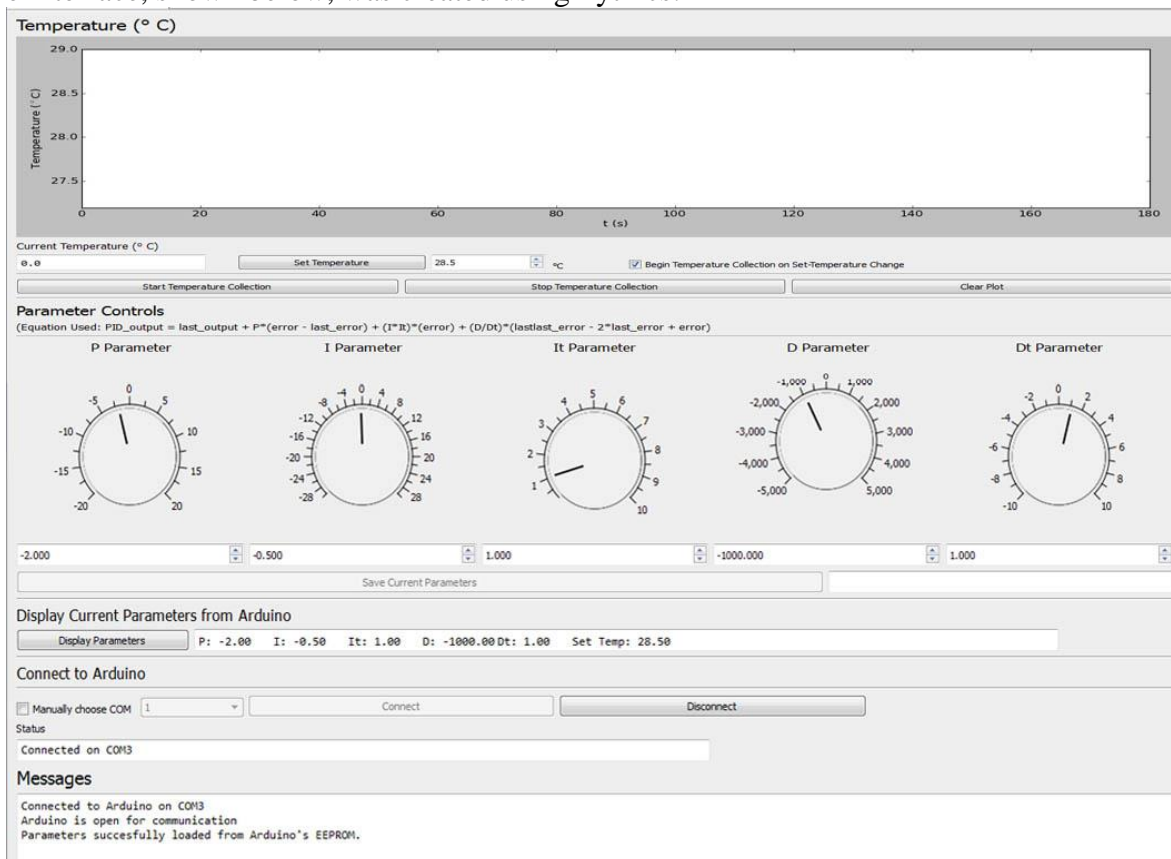 Temperature (° C)
29.0
28.5
28.0
27.5
Temperature (°C)
0 20 40 60 80 100 120 140 160 180
t (s)
Current Temperature (° C)
0.0 Set Temperature 28.5 °C Begin Temperature Collection on Set-Temperature Change
Start Temperature Collection Stop Temperature Collection Clear Plot
Parameter Controls
(Equation Used: PID_output = last_output + P*(error - last_error) + (I*It)*(error) + (D/Dt)*(lastlast_error - 2*last_error + error)
P Parameter I Parameter It Parameter D Parameter Dt Parameter
-20 -15 -10 -5 0 5 10 15 20
-28 -24 -20 -16 -12 -8 -4 0 4 8 12 16 20 24 28
1 2 3 4 5 6 7 8 9 10
-5,000 -4,000 -3,000 -2,000 -1,000 0 1,000 2,000 3,000 4,000 5,000
-10 -8 -6 -4 -2 0 2 4 6 8 10
-2.000 -0.500 1.000 -1000.000 1.000
Save Current Parameters
Display Current Parameters from Arduino
Display Parameters P: -2.00 I: -0.50 It: 1.00 D: -1000.00 Dt: 1.00 Set Temp: 28.50
Connect to Arduino
Manually choose COM 1 Connect Disconnect
Status
Connected on COM3
Messages
Connected to Arduino on COM3
Arduino is open for communication
Parameters succesfully loaded from Arduino's EEPROM.